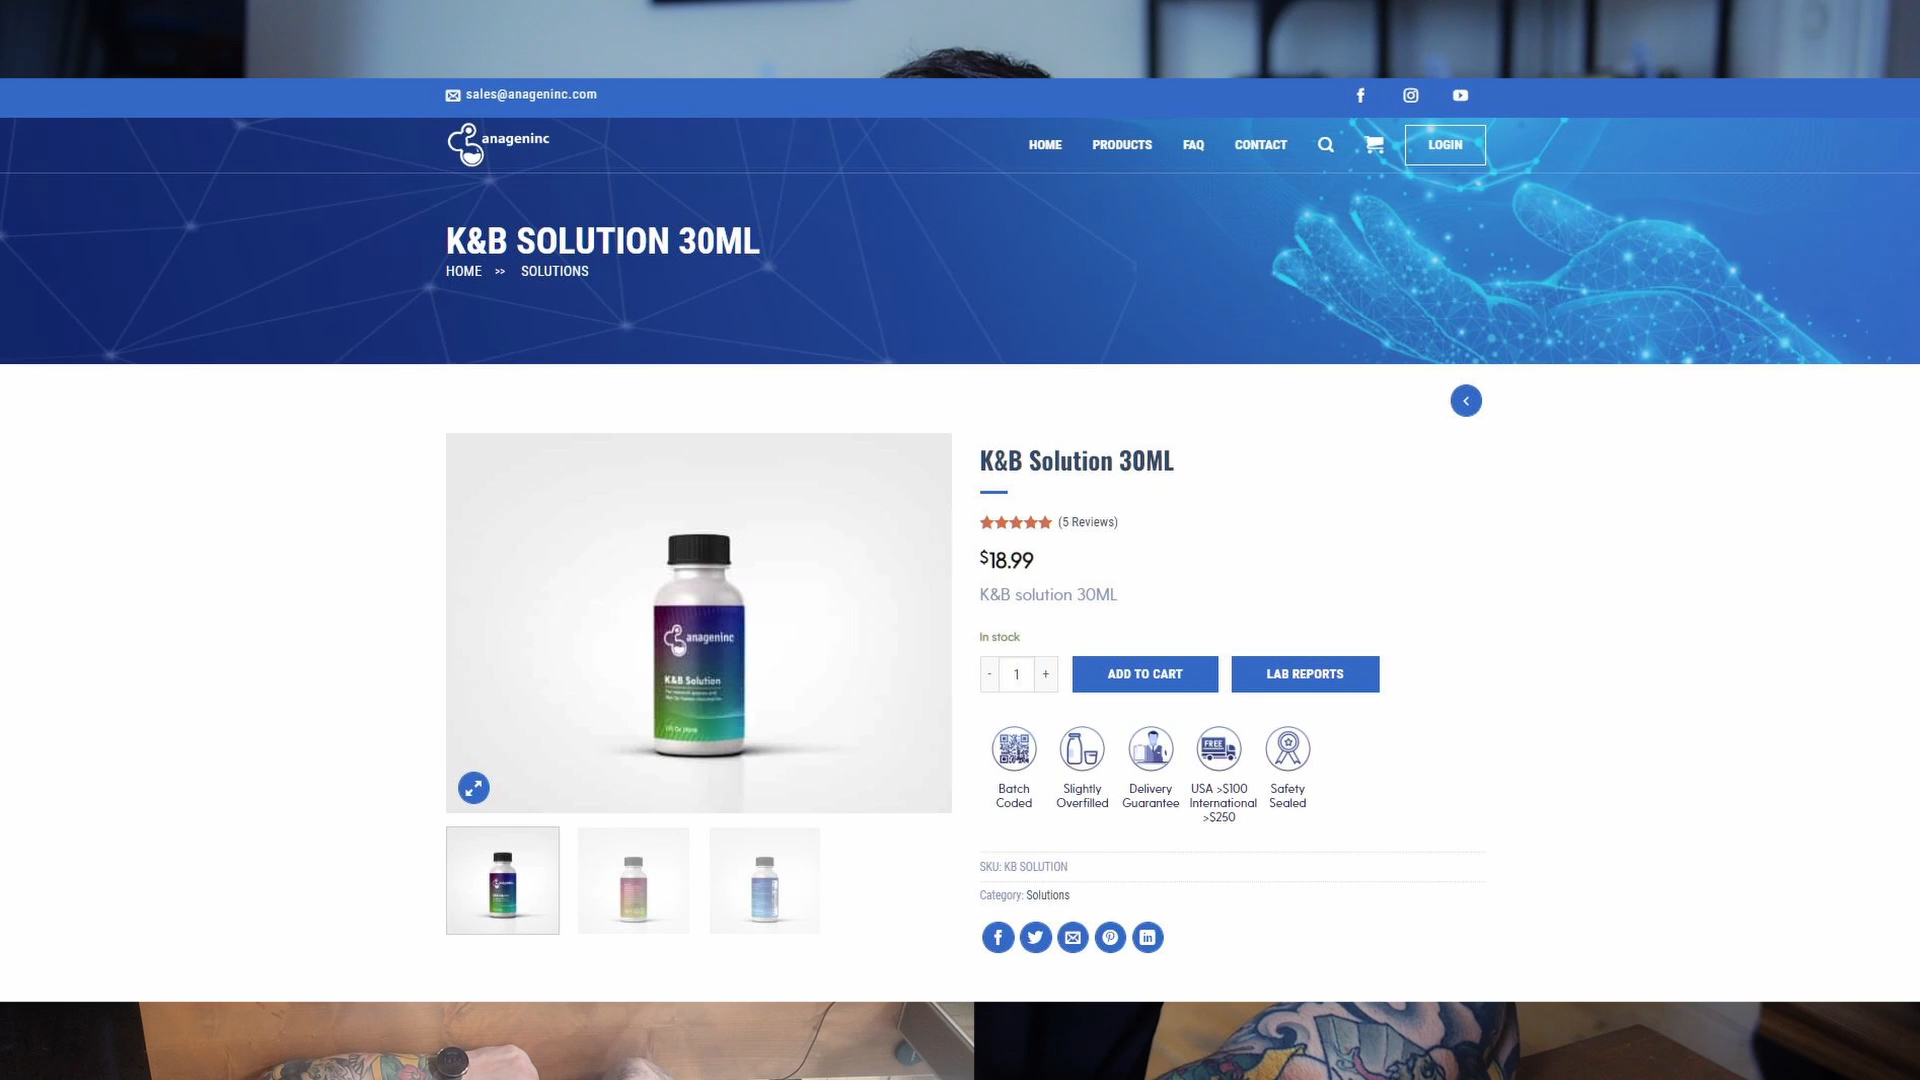 sales@anageninc.com
anageninc
HOME
PRODUCTS
FAQ
CONTACT
LOGIN
K&B SOLUTION 30ML
HOME >> SOLUTIONS
K&B Solution 30ML
(5 Reviews)
$18.99
K&B solution 30ML
In stock
- 1 +
ADD TO CART
LAB REPORTS
anageninc
K&B Solution
FREE
Batch
Coded
Slightly
Overfilled
Delivery
Guarantee
USA >$100
International
>$250
Safety
Sealed
SKU: KB SOLUTION
Category: Solutions